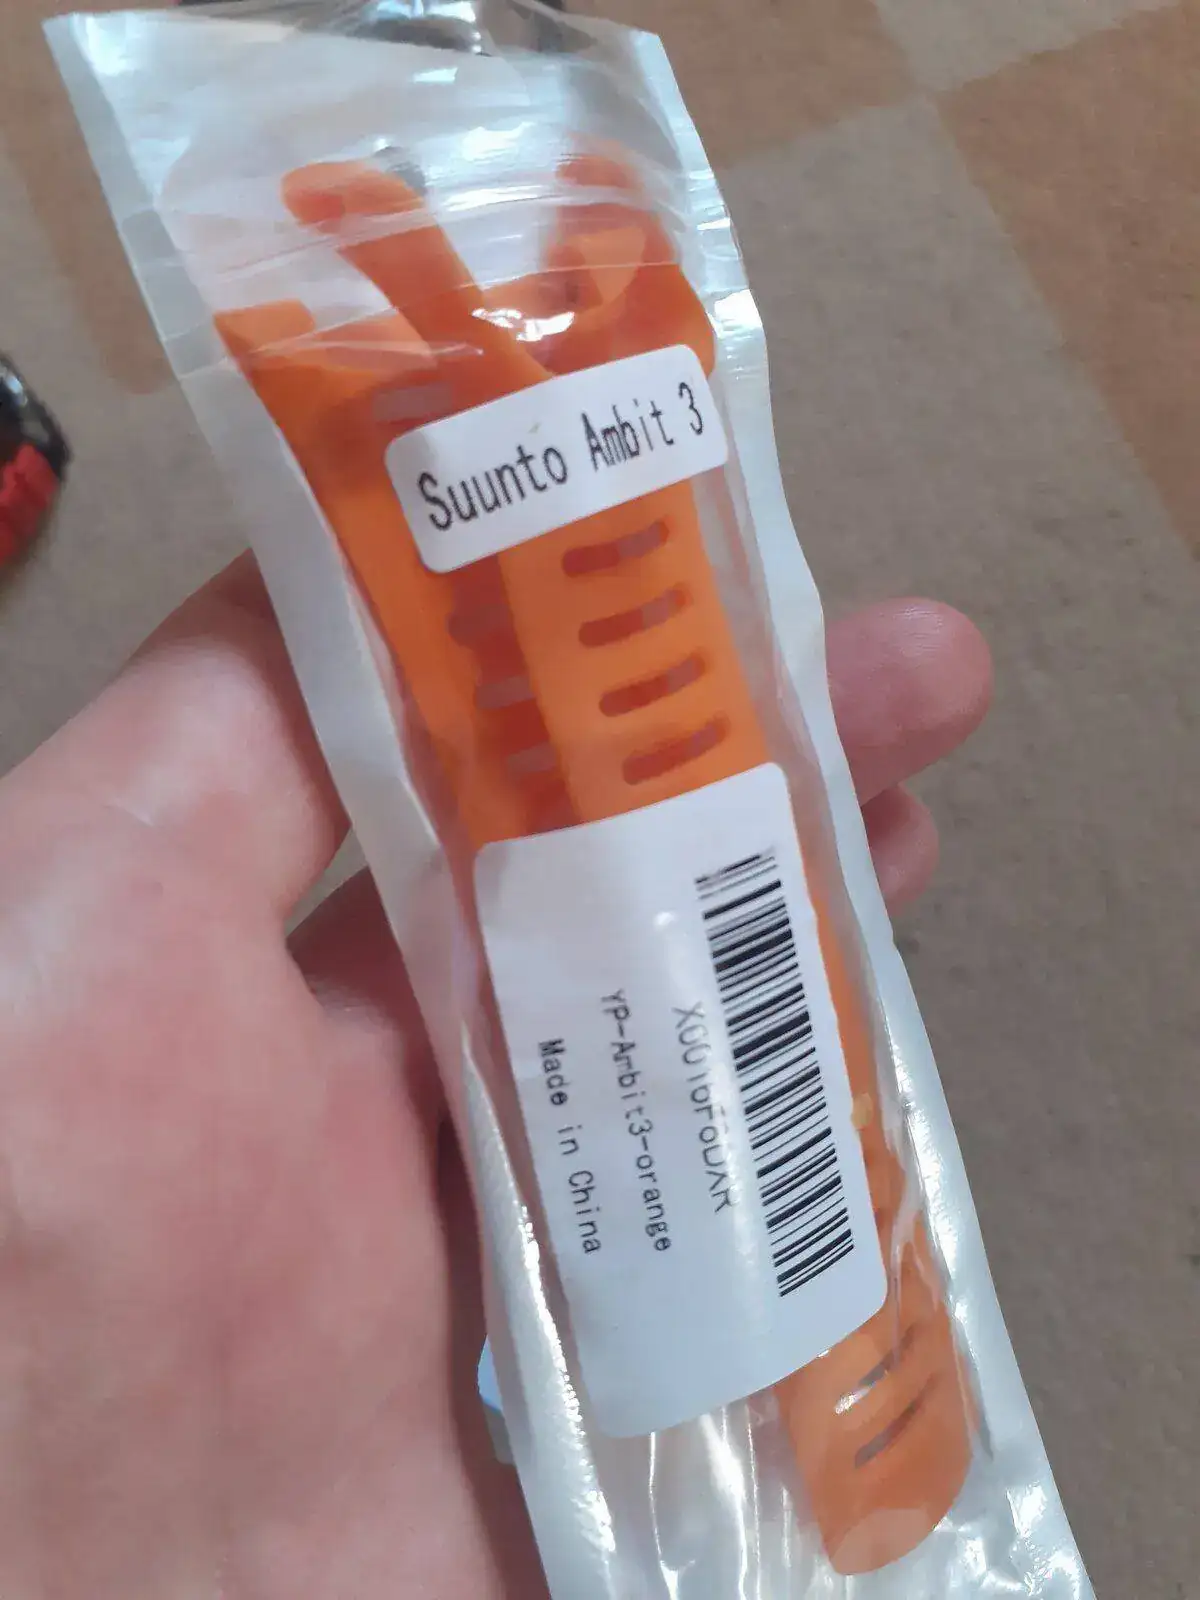 Suunto Ambit 3
YP-Ambit3-orange
Made in China